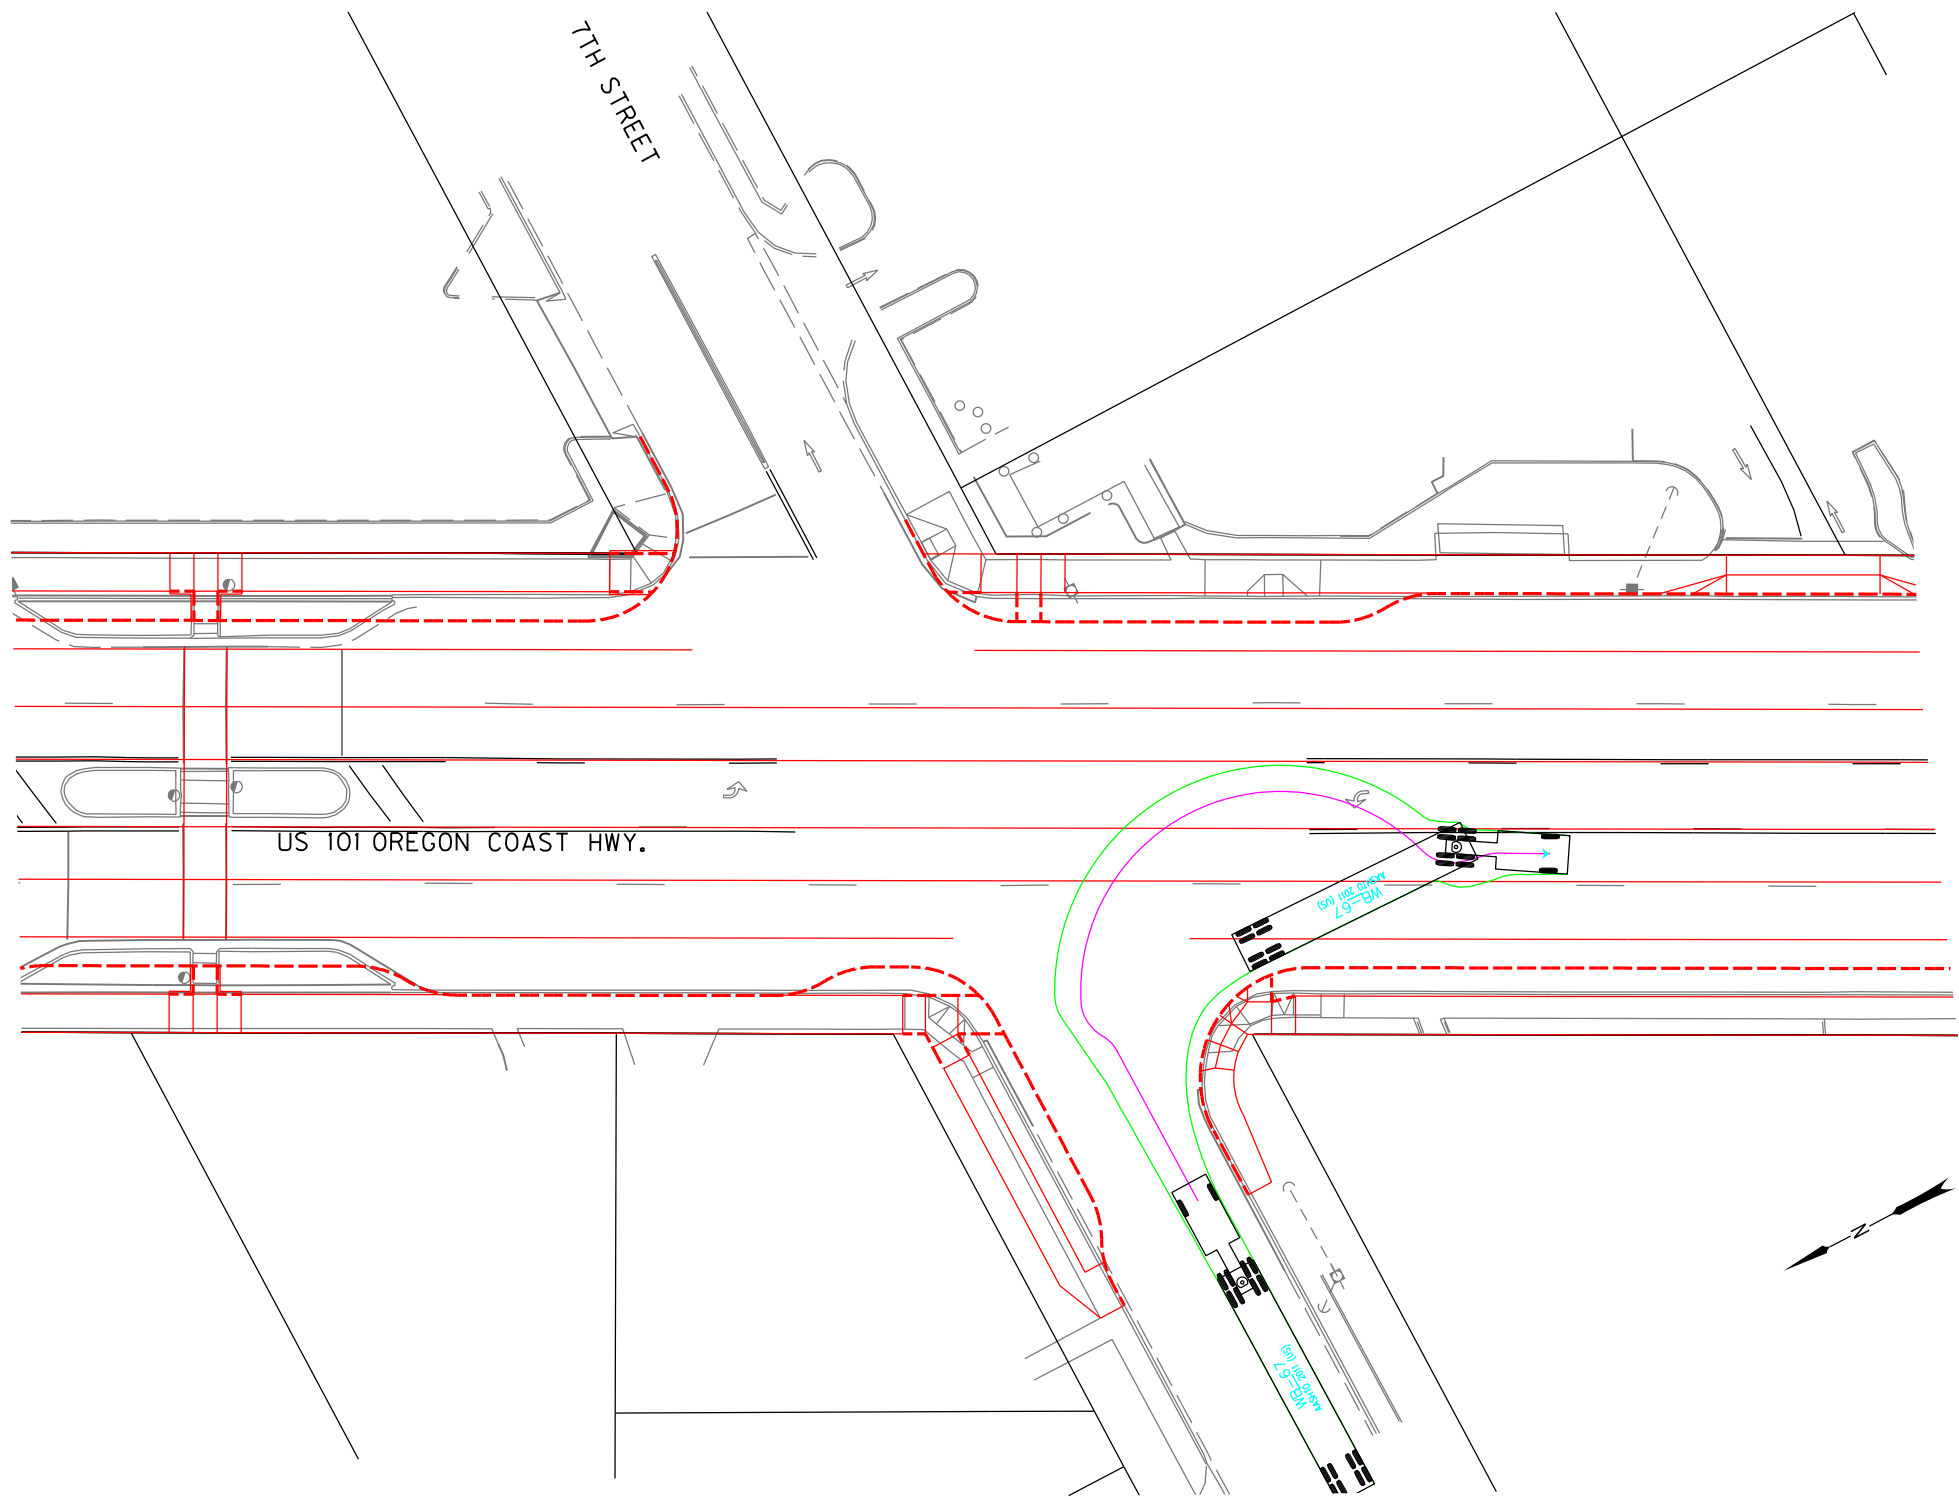 7TH STREET
US 101 OREGON COAST HWY.
WB-67
AASHTO 2011 (US)
N
WB-67
AASHTO 2011 (US)